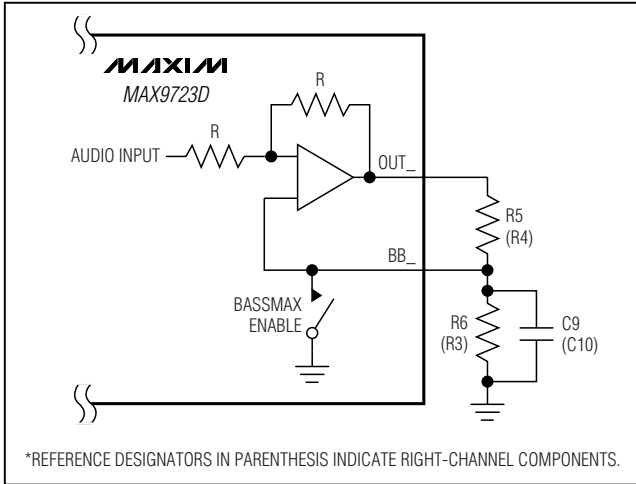 MAXIM
MAX9723D
R
R
AUDIO INPUT
OUT_
R5
(R4)
BB_
BASSMAX
ENABLE
R6
(R3)
C9
(C10)
*REFERENCE DESIGNATORS IN PARENTHESIS INDICATE RIGHT-CHANNEL COMPONENTS.